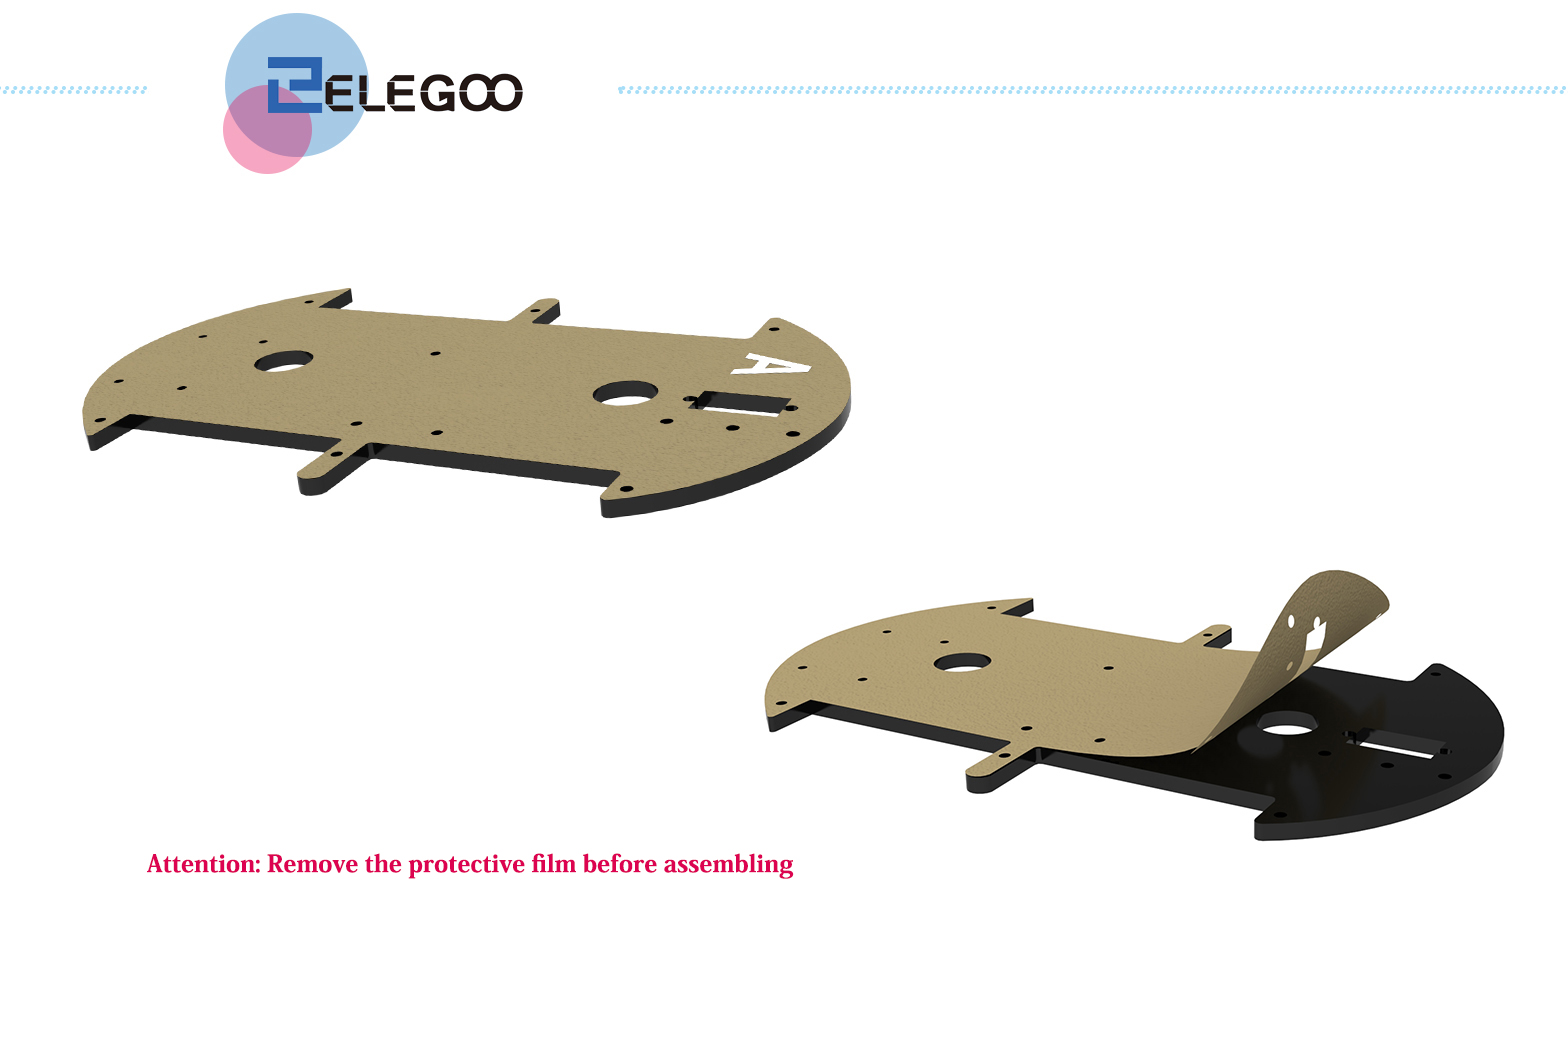 ELEGOO
A
Attention: Remove the protective film before assembling